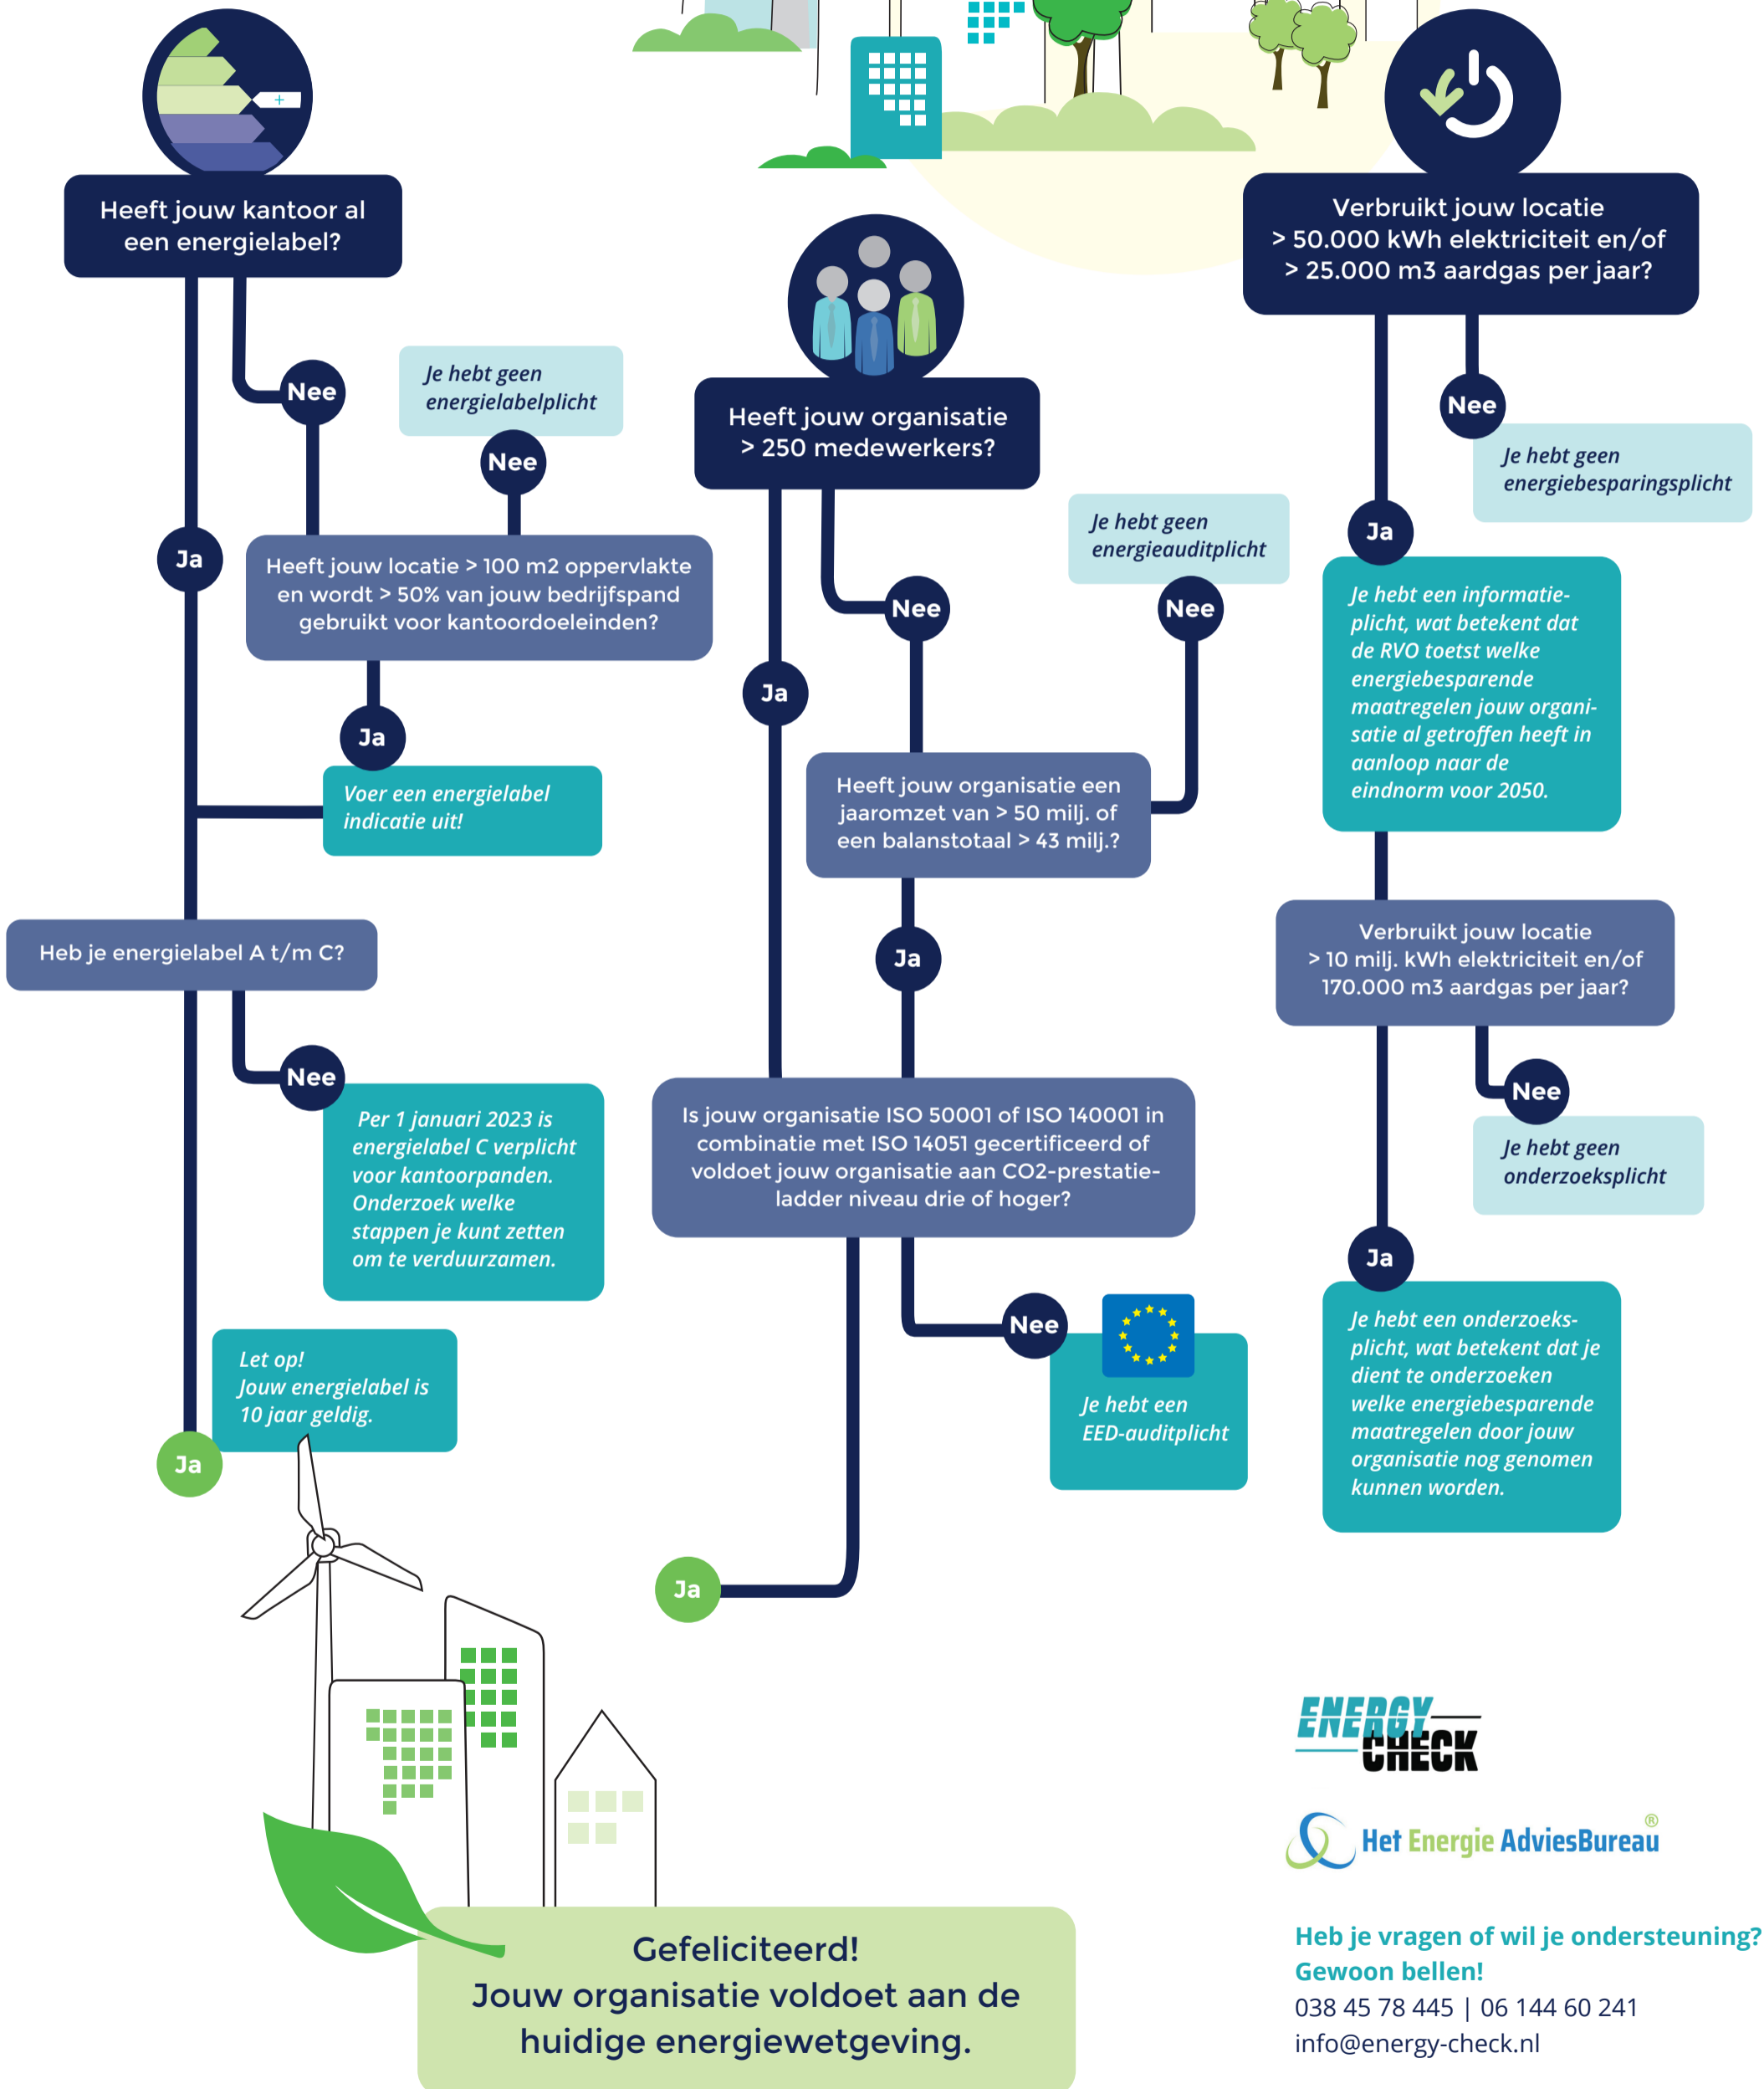 Heeft jouw kantoor al
een energielabel?
Nee
Je hebt geen
energielabelplicht
Nee
Ja
Heeft jouw locatie > 100 m2 oppervlakte
en wordt > 50% van jouw bedrijfspand
gebruikt voor kantoordoeleinden?
Ja
Voer een energielabel
indicatie uit!
Heb je energielabel A t/m C?
Nee
Per 1 januari 2023 is
energielabel C verplicht
voor kantoorpanden.
Onderzoek welke
stappen je kunt zetten
om te verduurzamen.
Let op!
Jouw energielabel is
10 jaar geldig.
Ja
Heeft jouw organisatie
> 250 medewerkers?
Je hebt geen
energieauditplicht
Nee
Nee
Ja
Heeft jouw organisatie een
jaaromzet van > 50 milj. of
een balanstotaal > 43 milj.?
Ja
Is jouw organisatie ISO 50001 of ISO 140001 in
combinatie met ISO 14051 gecertificeerd of
voldoet jouw organisatie aan CO2-prestatie-
ladder niveau drie of hoger?
Nee
Je hebt een
EED-auditplicht
Ja
Verbruikt jouw locatie
> 50.000 kWh elektriciteit en/of
> 25.000 m3 aardgas per jaar?
Nee
Je hebt geen
energiebesparingsplicht
Ja
Je hebt een informatie-
plicht, wat betekent dat
de RVO toetst welke
energiebesparende
maatregelen jouw organi-
satie al getroffen heeft in
aanloop naar de
eindnorm voor 2050.
Verbruikt jouw locatie
> 10 milj. kWh elektriciteit en/of
170.000 m3 aardgas per jaar?
Nee
Je hebt geen
onderzoeksplicht
Ja
Je hebt een onderzoeks-
plicht, wat betekent dat je
dient te onderzoeken
welke energiebesparende
maatregelen door jouw
organisatie nog genomen
kunnen worden.
Gefeliciteerd!
Jouw organisatie voldoet aan de
huidige energiewetgeving.
ENERGY
CHECK
Het Energie AdviesBureau®
Heb je vragen of wil je ondersteuning?
Gewoon bellen!
038 45 78 445 | 06 144 60 241
info@energy-check.nl